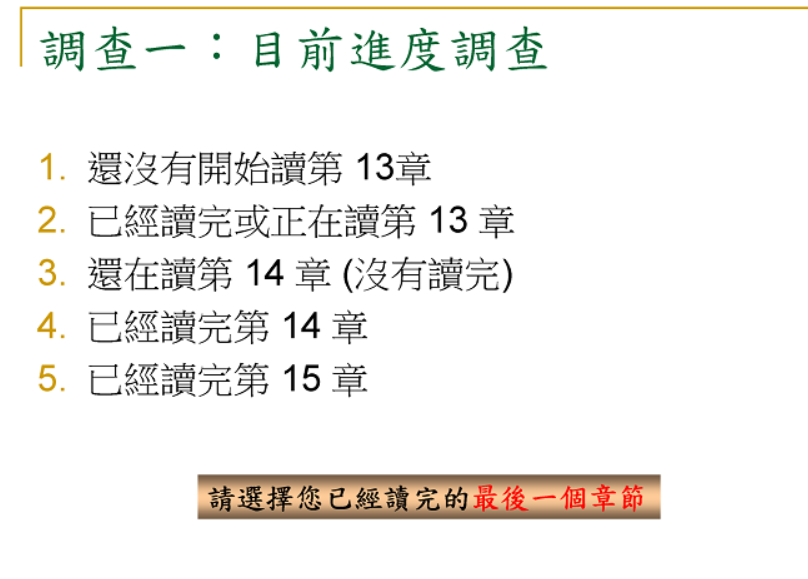 調查一：目前進度調查
1. 還沒有開始讀第 13章
2. 已經讀完或正在讀第 13 章
3. 還在讀第 14 章 (沒有讀完)
4. 已經讀完第 14 章
5. 已經讀完第 15 章
請選擇您已經讀完的最後一個章節